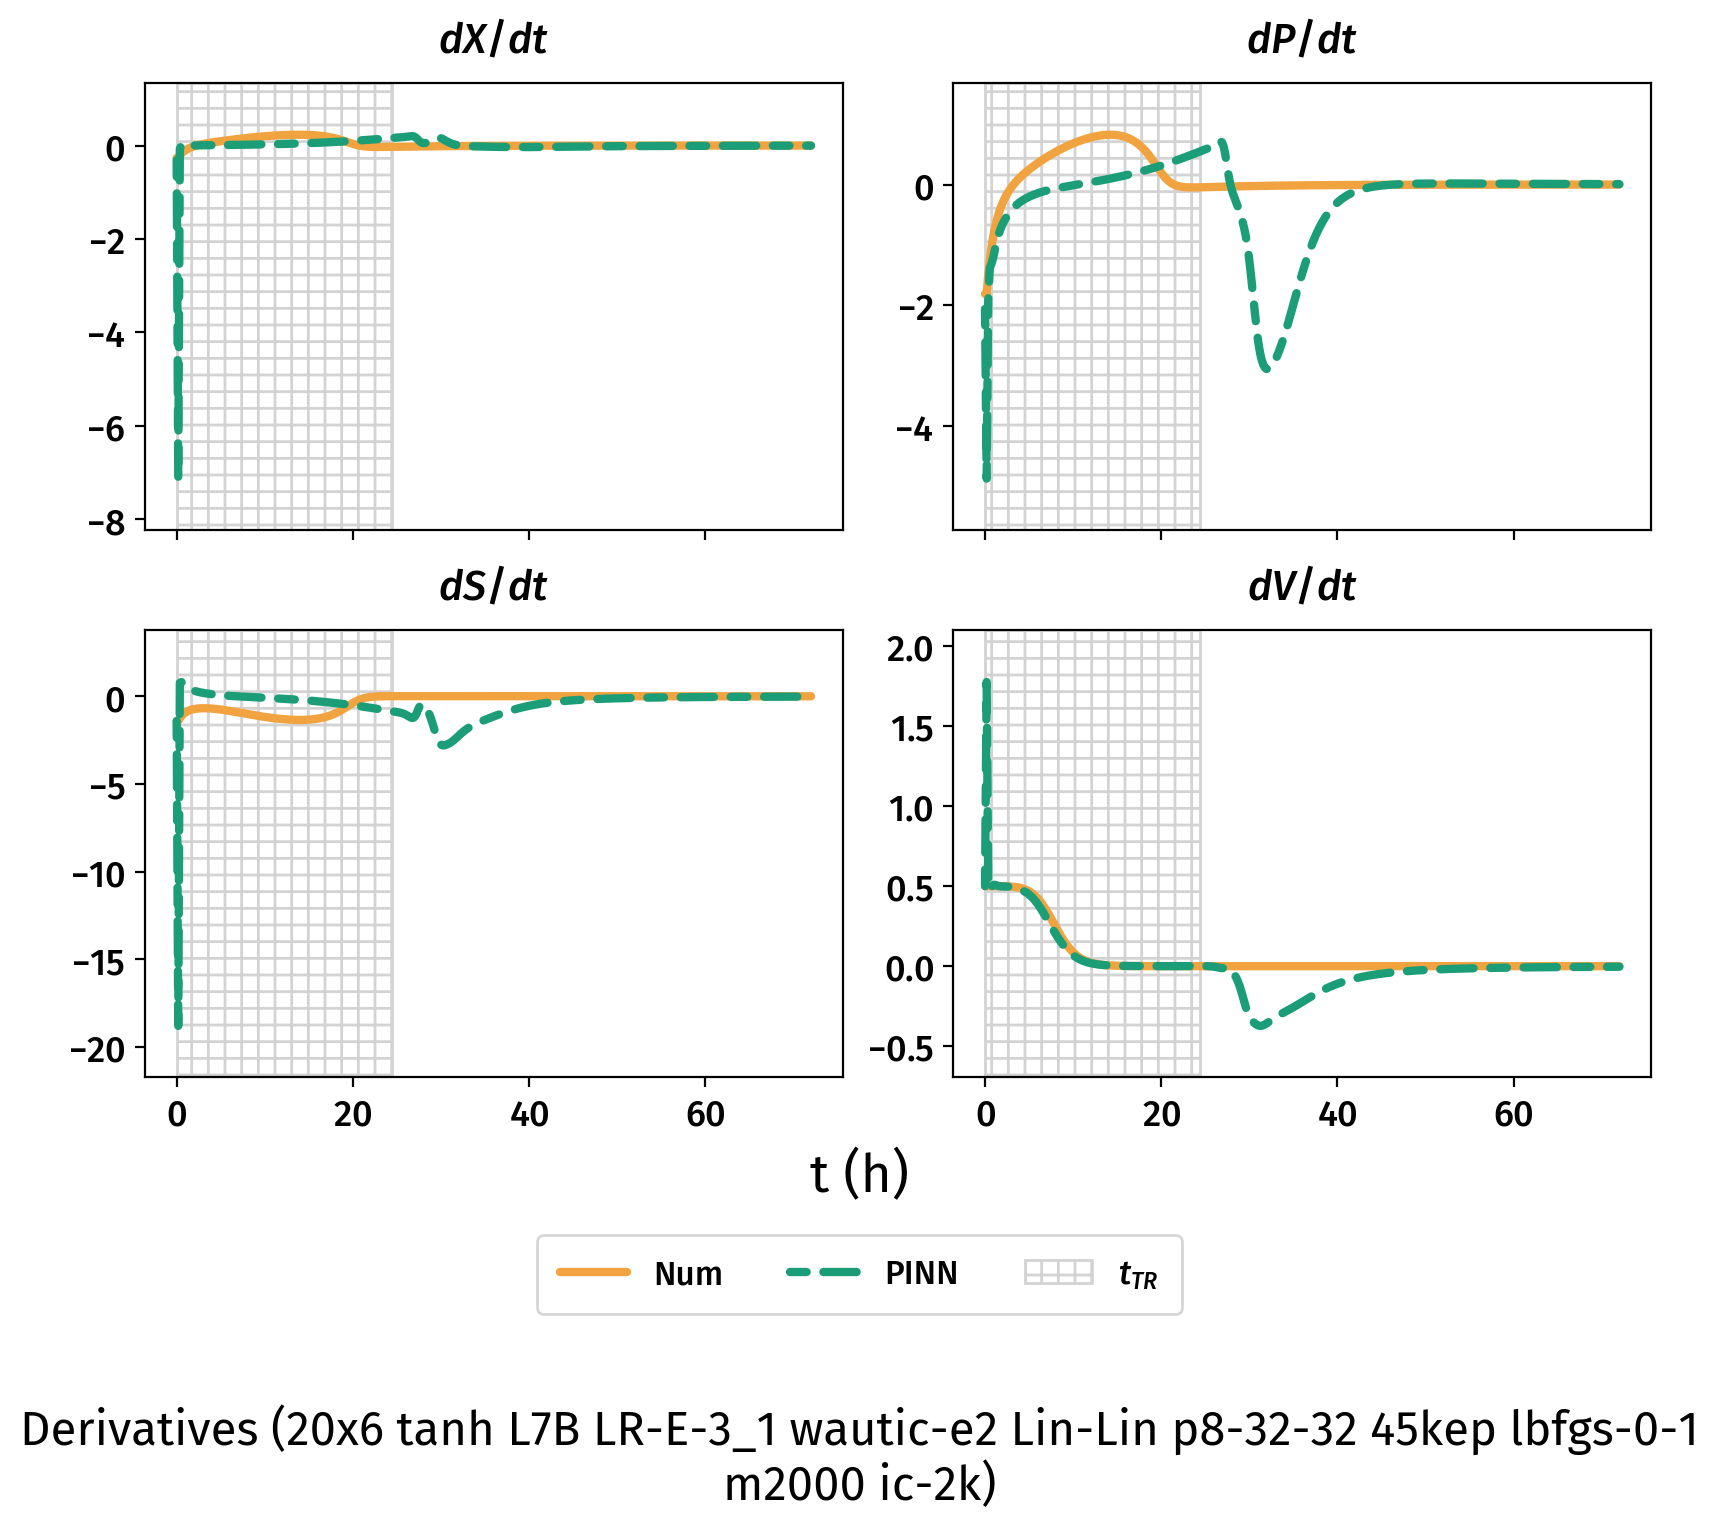 dX/dt
dP/dt
0
−2
−4
−6
−8
0
−2
−4
dS/dt
dV/dt
0
−5
−10
−15
−20
2.0
1.5
1.0
0.5
0.0
−0.5
0 20 40 60
0 20 40 60
t (h)
Num PINN tTR
Derivatives (20x6 tanh L7B LR-E-3_1 wautic-e2 Lin-Lin p8-32-32 45kep lbfgs-0-1
m2000 ic-2k)